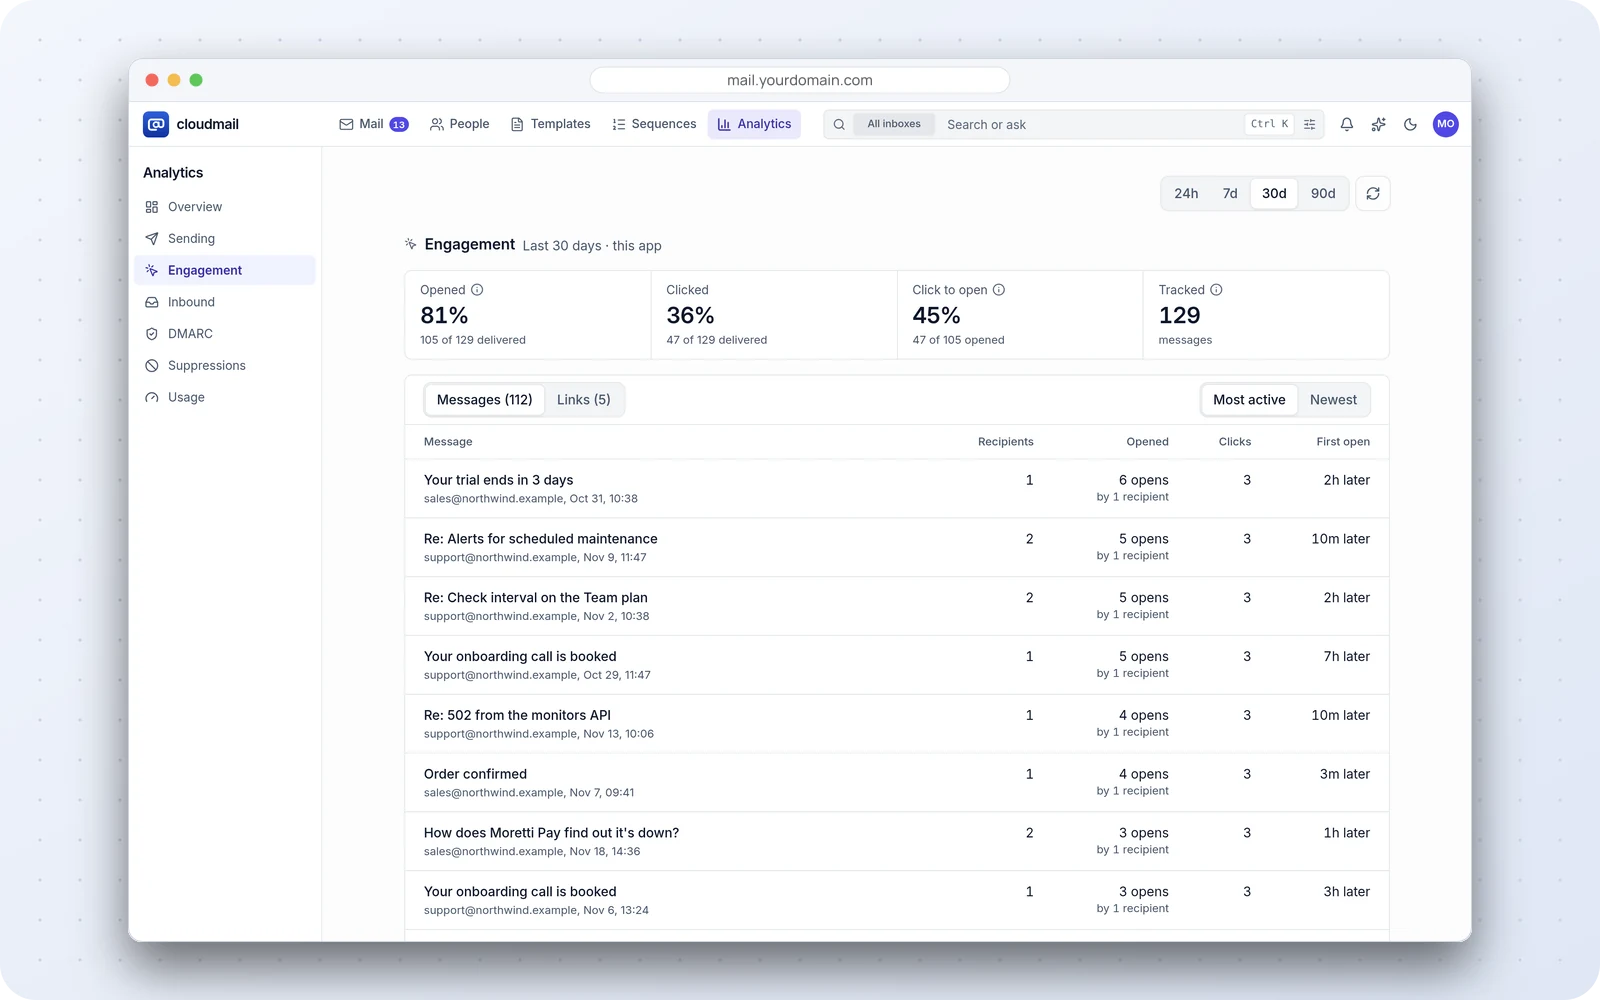 mail.yourdomain.com
cloudmail
Mail 13
People
Templates
Sequences
Analytics
All inboxes
Search or ask
Ctrl K
MO
Analytics
Overview
Sending
Engagement
Inbound
DMARC
Suppressions
Usage
24h 7d 30d 90d
Engagement Last 30 days · this app
Opened
81%
105 of 129 delivered
Clicked
36%
47 of 129 delivered
Click to open
45%
47 of 105 opened
Tracked
129
messages
Messages (112) Links (5)
Most active Newest
Message Recipients Opened Clicks First open
Your trial ends in 3 days 1 6 opens 3 2h later
sales@northwind.example, Oct 31, 10:38 by 1 recipient
Re: Alerts for scheduled maintenance 2 5 opens 3 10m later
support@northwind.example, Nov 9, 11:47 by 1 recipient
Re: Check interval on the Team plan 2 5 opens 3 2h later
support@northwind.example, Nov 2, 10:38 by 1 recipient
Your onboarding call is booked 1 5 opens 3 7h later
support@northwind.example, Oct 29, 11:47 by 1 recipient
Re: 502 from the monitors API 1 4 opens 3 10m later
support@northwind.example, Nov 13, 10:06 by 1 recipient
Order confirmed 1 4 opens 3 3m later
sales@northwind.example, Nov 7, 09:41 by 1 recipient
How does Moretti Pay find out it's down? 2 3 opens 3 1h later
sales@northwind.example, Nov 18, 14:36 by 1 recipient
Your onboarding call is booked 1 3 opens 3 3h later
support@northwind.example, Nov 6, 13:24 by 1 recipient